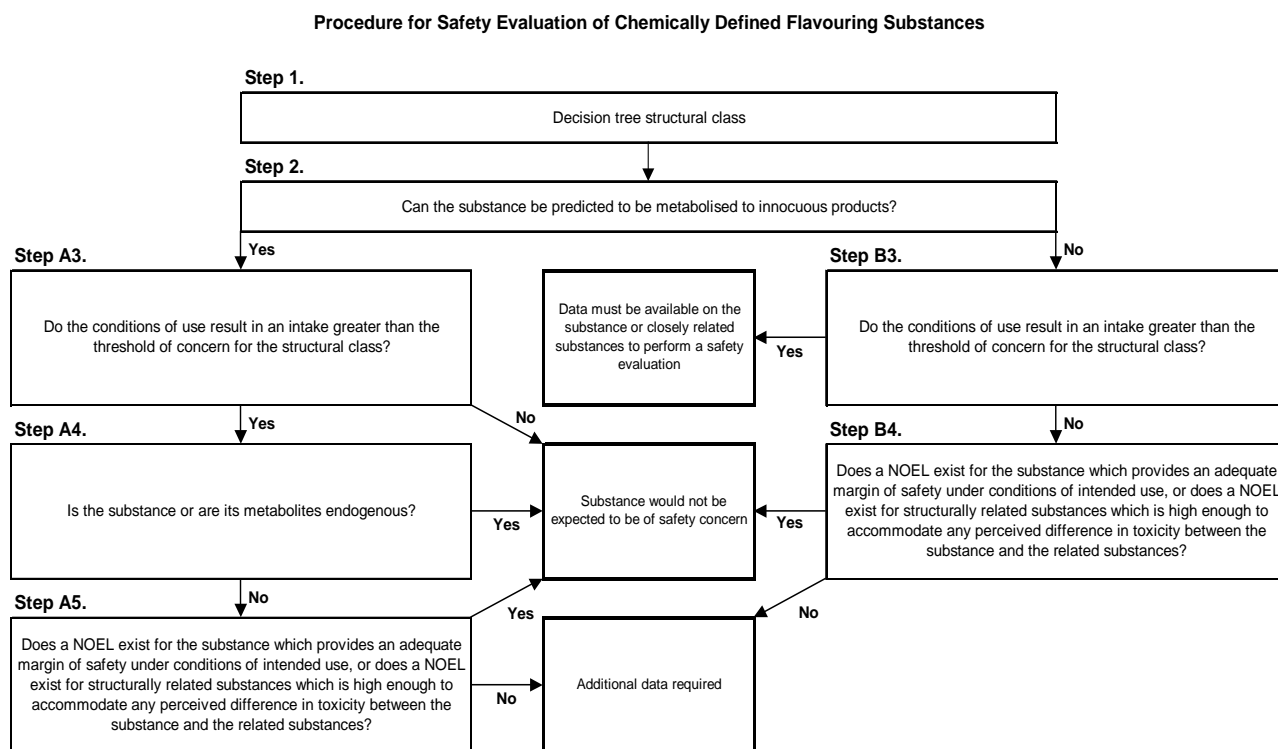 Procedure for Safety Evaluation of Chemically Defined Flavouring Substances
Step 1.
Decision tree structural class
Step 2.
Can the substance be predicted to be metabolised to innocuous products?
Yes
No
Step A3.
Do the conditions of use result in an intake greater than the
threshold of concern for the structural class?
Data must be available on the
substance or closely related
substances to perform a safety
evaluation
Yes
Step B3.
Do the conditions of use result in an intake greater than the
threshold of concern for the structural class?
Yes
No
No
Step A4.
Is the substance or are its metabolites endogenous?
Yes
Substance would not be
expected to be of safety concern
Yes
Step B4.
Does a NOEL exist for the substance which provides an adequate
margin of safety under conditions of intended use, or does a NOEL
exist for structurally related substances which is high enough to
accommodate any perceived difference in toxicity between the
substance and the related substances?
No
Yes
No
Step A5.
Does a NOEL exist for the substance which provides an adequate
margin of safety under conditions of intended use, or does a NOEL
exist for structurally related substances which is high enough to
accommodate any perceived difference in toxicity between the
substance and the related substances?
No
Additional data required